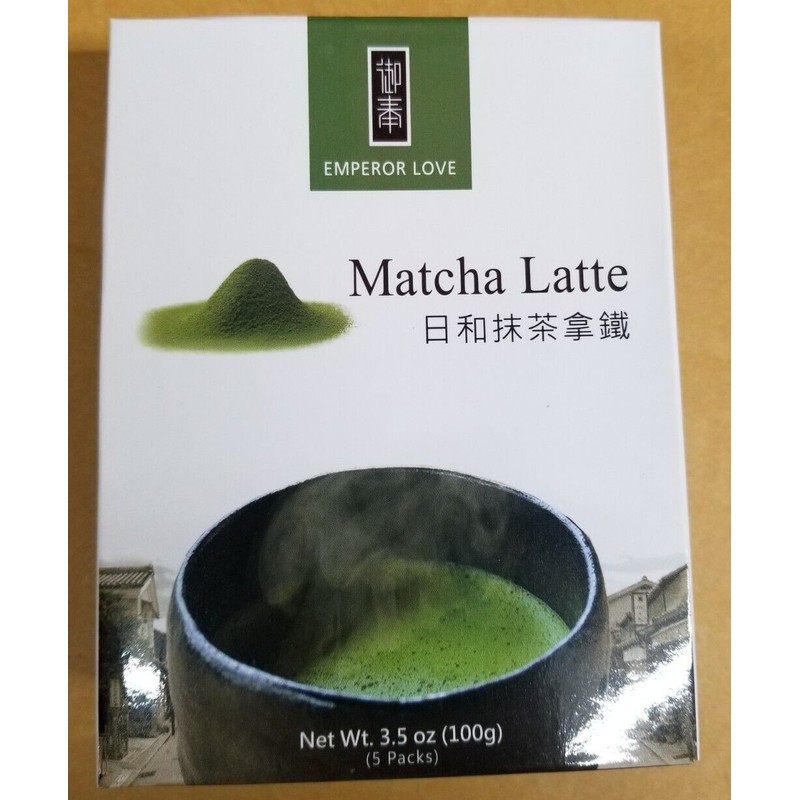 御奉
EMPEROR LOVE
Matcha Latte
日和抹茶拿鐵
Net Wt. 3.5 oz (100g)
(5 Packs)